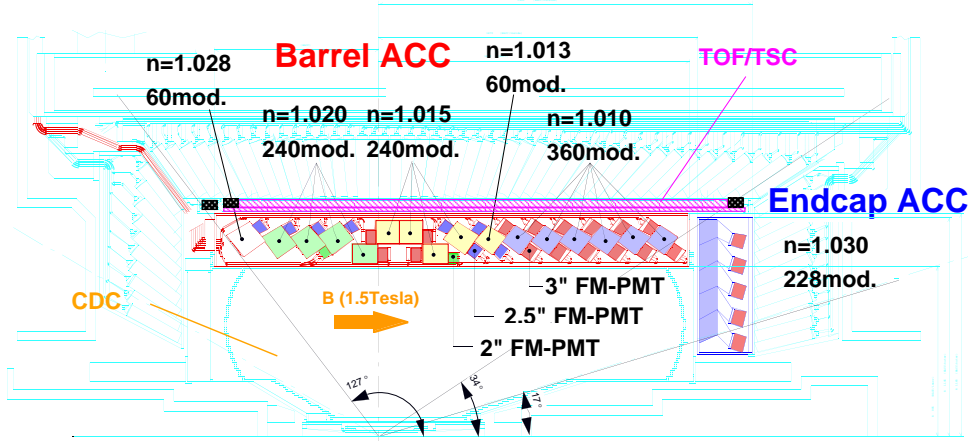 Barrel ACC
n=1.028
60mod.
n=1.020
240mod.
n=1.015
240mod.
n=1.013
60mod.
n=1.010
360mod.
TOF/TSC
Endcap ACC
n=1.030
228mod.
CDC
B (1.5Tesla)
3" FM-PMT
2.5" FM-PMT
2" FM-PMT
127°
34°
17°